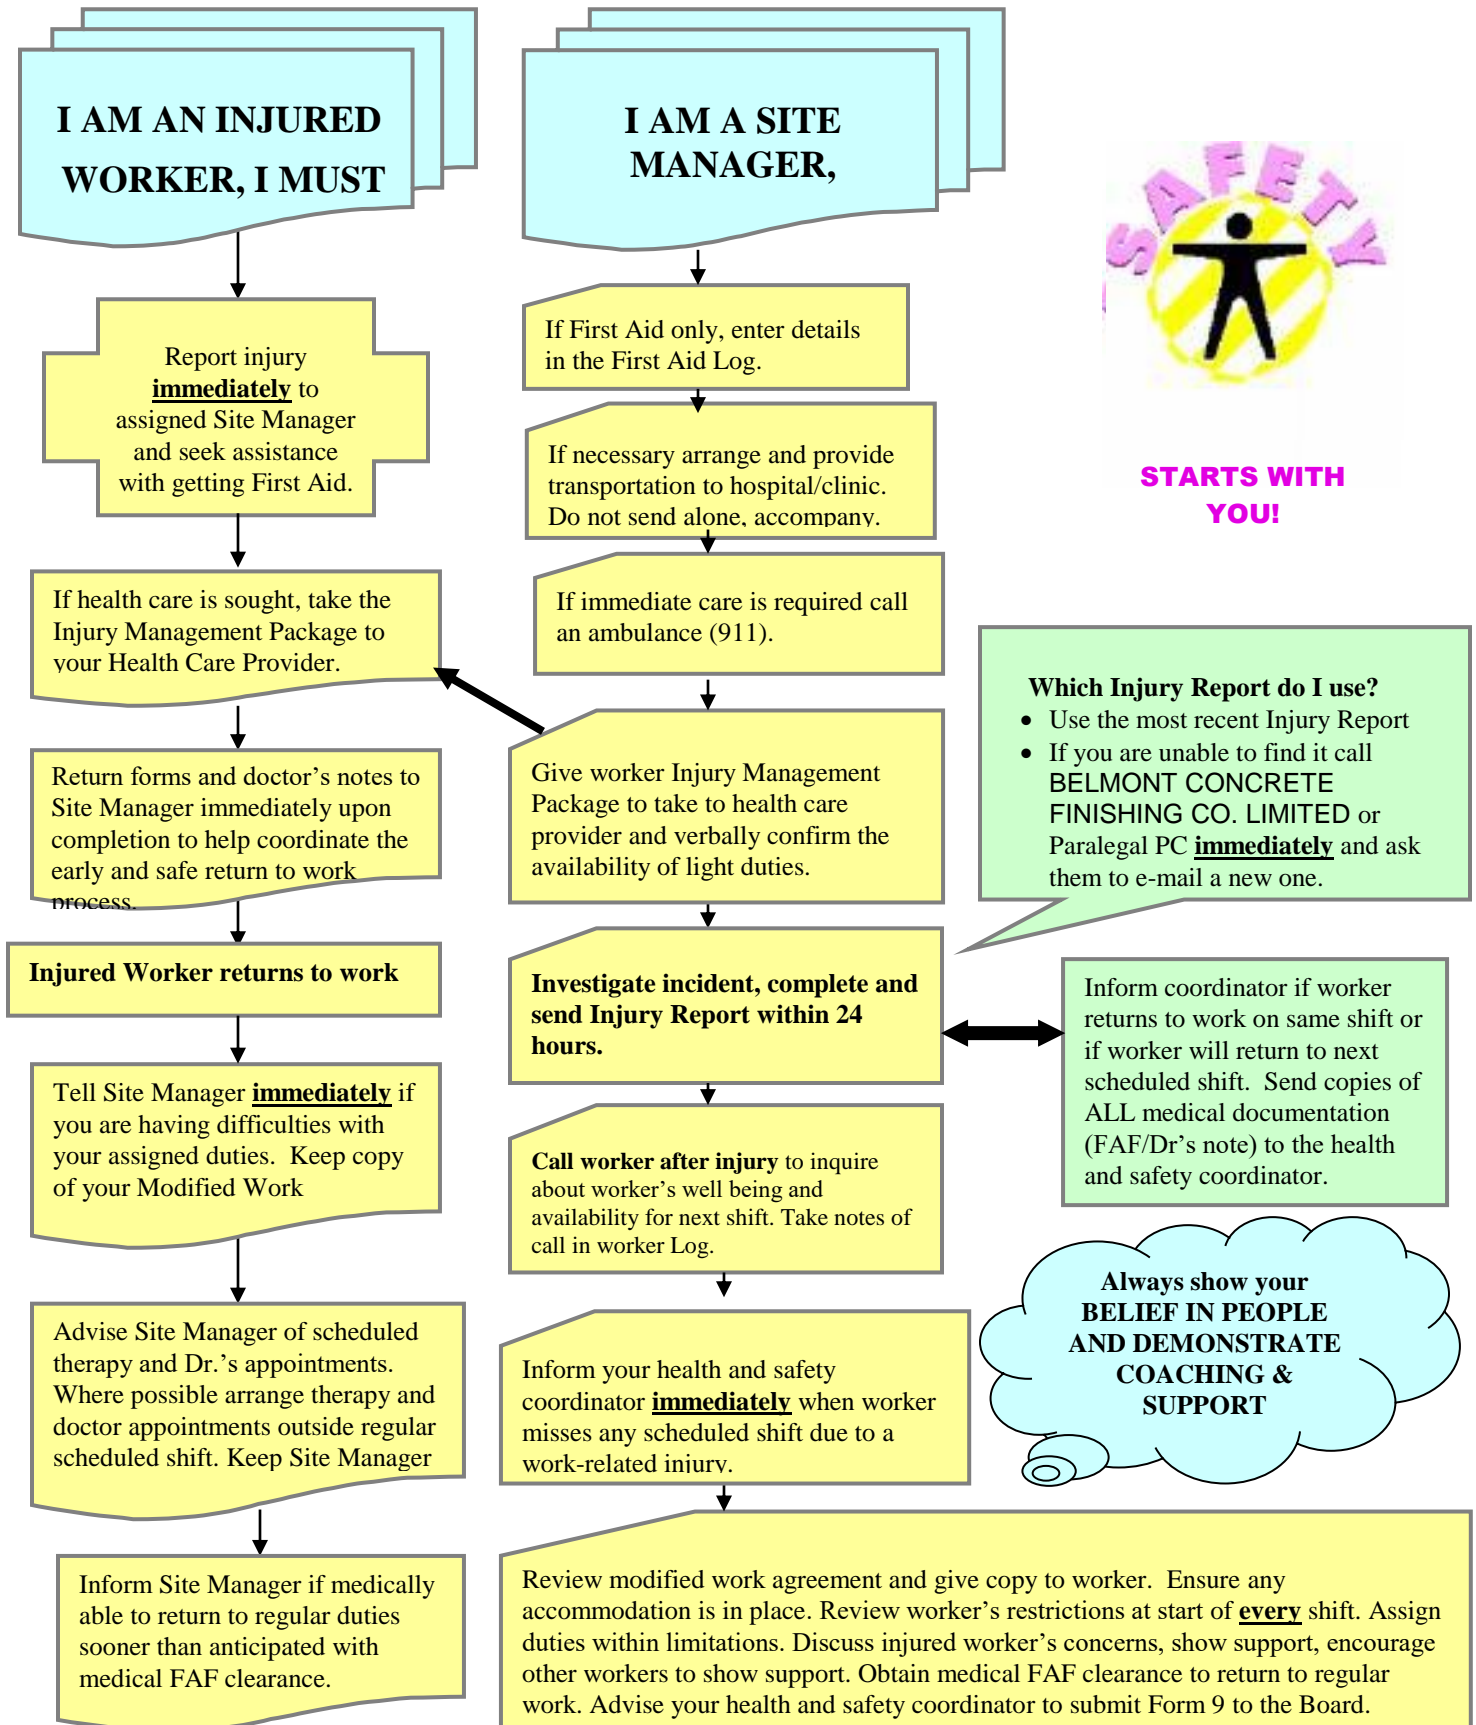 I AM AN INJURED
WORKER, I MUST
Report injury
immediately to
assigned Site Manager
and seek assistance
with getting First Aid.
If health care is sought, take the
Injury Management Package to
your Health Care Provider.
Return forms and doctor’s notes to
Site Manager immediately upon
completion to help coordinate the
early and safe return to work
process.
Injured Worker returns to work
Tell Site Manager immediately if
you are having difficulties with
your assigned duties.  Keep copy
of your Modified Work
Advise Site Manager of scheduled
therapy and Dr.’s appointments.
Where possible arrange therapy and
doctor appointments outside regular
scheduled shift. Keep Site Manager
Inform Site Manager if medically
able to return to regular duties
sooner than anticipated with
medical FAF clearance.
I AM A SITE
MANAGER,
If First Aid only, enter details
in the First Aid Log.
If necessary arrange and provide
transportation to hospital/clinic.
Do not send alone, accompany.
If immediate care is required call
an ambulance (911).
Give worker Injury Management
Package to take to health care
provider and verbally confirm the
availability of light duties.
Investigate incident, complete and
send Injury Report within 24
hours.
Call worker after injury to inquire
about worker’s well being and
availability for next shift. Take notes of
call in worker Log.
Inform your health and safety
coordinator immediately when worker
misses any scheduled shift due to a
work-related injury.
Review modified work agreement and give copy to worker.  Ensure any
accommodation is in place. Review worker’s restrictions at start of every shift. Assign
duties within limitations. Discuss injured worker’s concerns, show support, encourage
other workers to show support. Obtain medical FAF clearance to return to regular
work. Advise your health and safety coordinator to submit Form 9 to the Board.
SAFETY
STARTS WITH
YOU!
Which Injury Report do I use?
• Use the most recent Injury Report
• If you are unable to find it call
BELMONT CONCRETE
FINISHING CO. LIMITED or
Paralegal PC immediately and ask
them to e-mail a new one.
Inform coordinator if worker
returns to work on same shift or
if worker will return to next
scheduled shift.  Send copies of
ALL medical documentation
(FAF/Dr’s note) to the health
and safety coordinator.
Always show your
BELIEF IN PEOPLE
AND DEMONSTRATE
COACHING &
SUPPORT